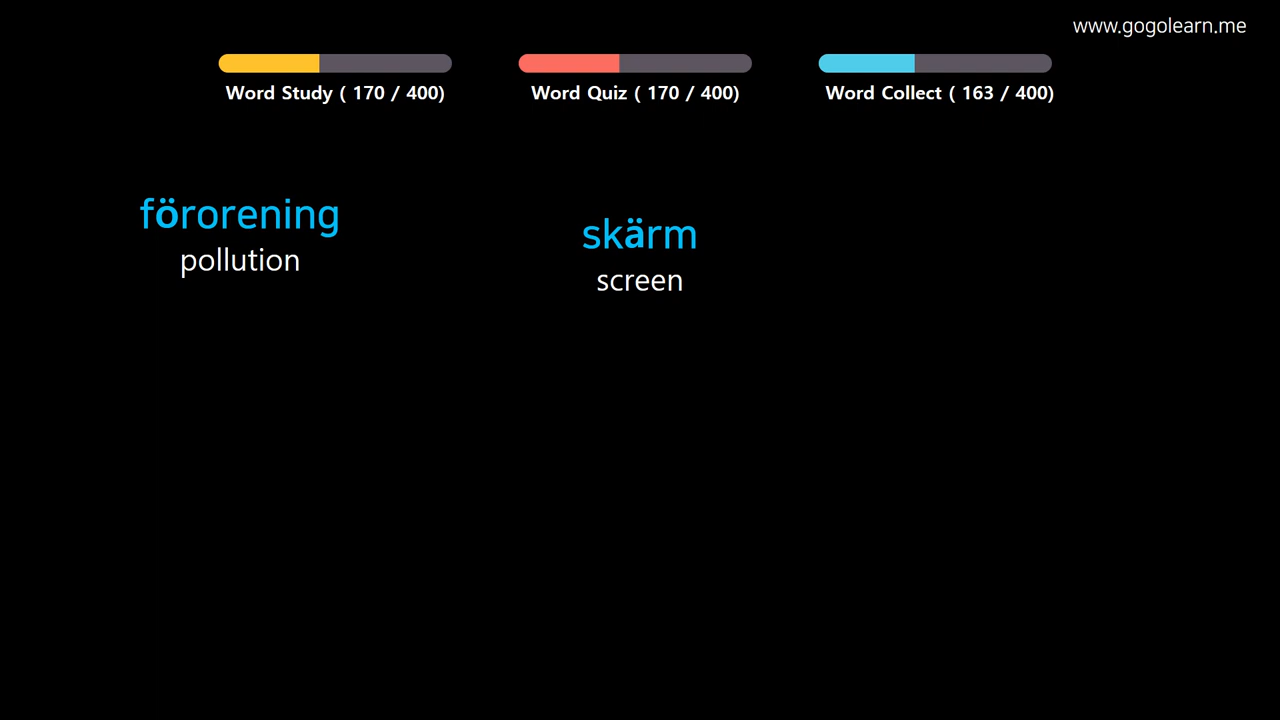 www.gogolearn.me
Word Study ( 170 / 400)
Word Quiz ( 170 / 400)
Word Collect ( 163 / 400)
förorening
pollution
skärm
screen